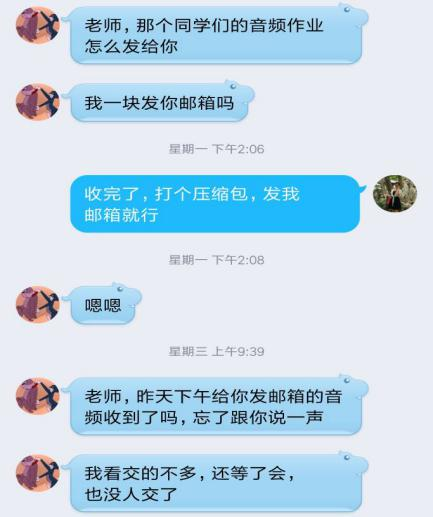 老师，那个同学们的音频作业
怎么发给你
我一块发你邮箱吗
星期一 下午2:06
收完了，打个压缩包，发我
邮箱就行
星期一 下午2:08
嗯嗯
星期三 上午9:39
老师，昨天下午给你发邮箱的音
频收到了吗，忘了跟你说一声
我看交的不多，还等了会，
也没人交了